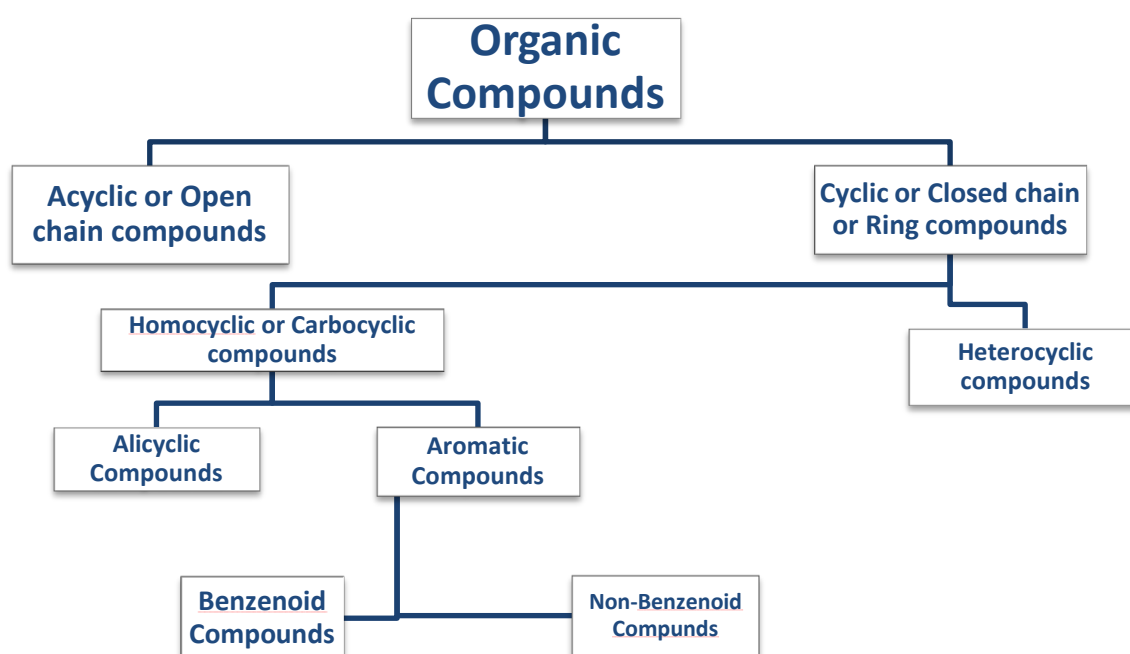 Organic
Compounds
Acyclic or Open
chain compounds
Cyclic or Closed chain
or Ring compounds
Homocyclic or Carbocyclic
compounds
Heterocyclic
compounds
Alicyclic
Compounds
Aromatic
Compounds
Benzenoid
Compounds
Non-Benzenoid
Compunds